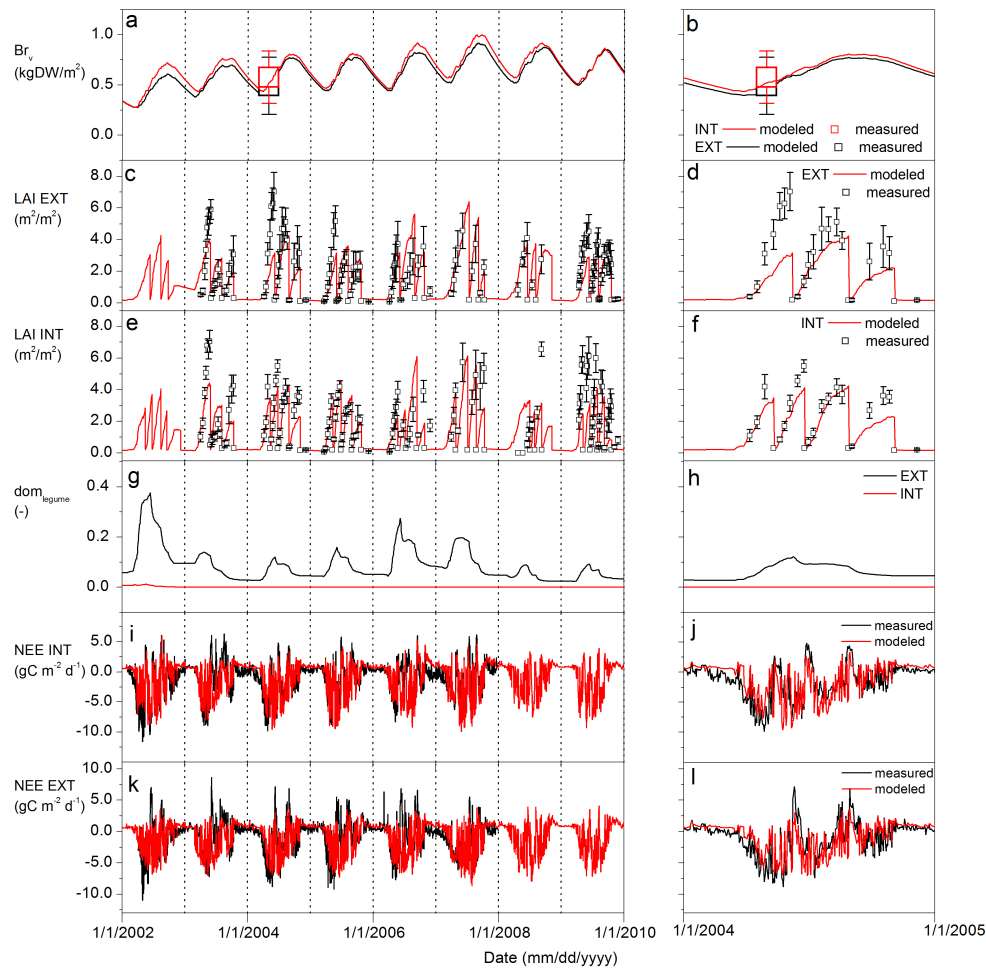 a
b
Br_v
(kgDW/m²)
1.0
0.5
0.0
INT modeled measured
EXT modeled measured
c
d
LAI EXT
(m²/m²)
8.0
6.0
4.0
2.0
0.0
EXT modeled
measured
e
f
LAI INT
(m²/m²)
8.0
6.0
4.0
2.0
0.0
INT modeled
measured
g
h
dom_legume
(-)
0.4
0.2
0.0
EXT
INT
i
j
NEE INT
(gC m⁻² d⁻¹)
5.0
0.0
-5.0
-10.0
measured
modeled
k
l
NEE EXT
(gC m⁻² d⁻¹)
10.0
5.0
0.0
-5.0
-10.0
measured
modeled
1/1/2002 1/1/2004 1/1/2006 1/1/2008 1/1/2010 1/1/2004 1/1/2005
Date (mm/dd/yyyy)